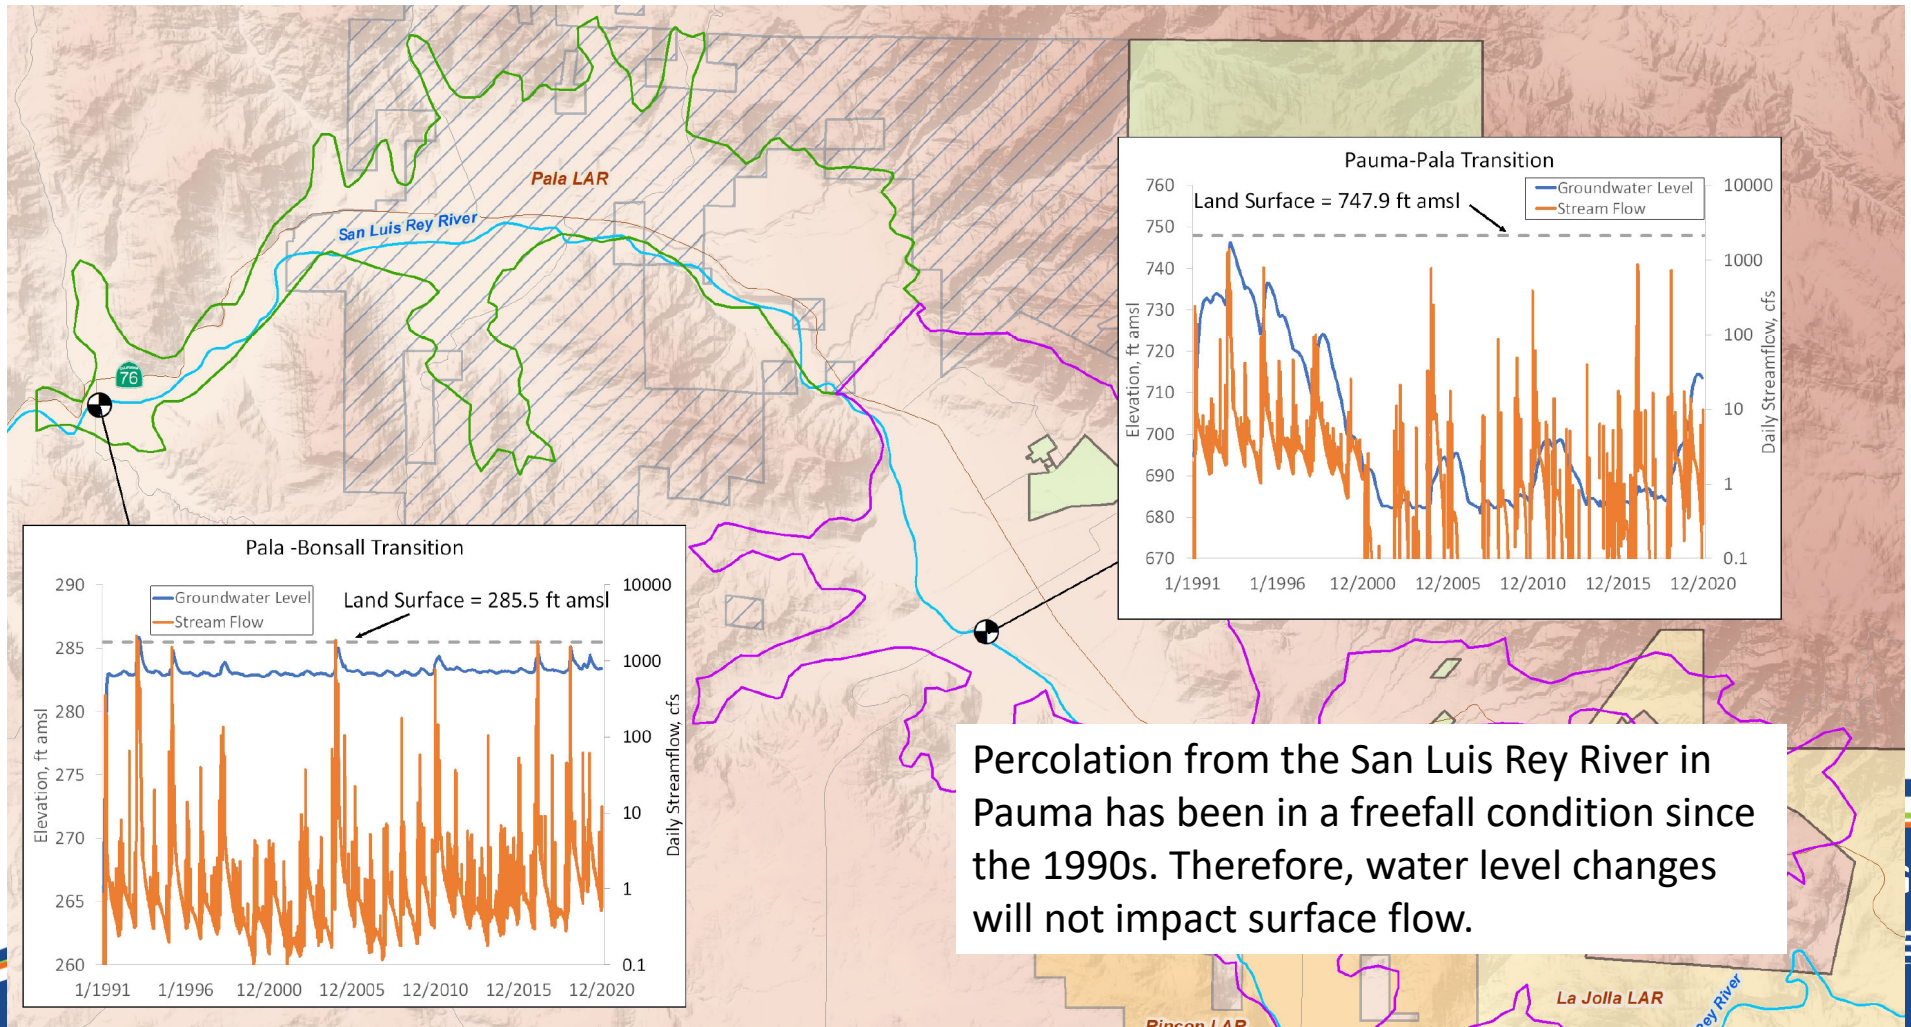 Pala LAR
San Luis Rey River
CALIFORNIA
76
Pauma-Pala Transition
Groundwater Level
Stream Flow
Land Surface = 747.9 ft amsl
760
750
740
730
720
710
700
690
680
670
Elevation, ft amsl
10000
1000
100
10
1
0.1
Daily Streamflow, cfs
1/1991
1/1996
12/2000
12/2005
12/2010
12/2015
12/2020
Pala -Bonsall Transition
Groundwater Level
Stream Flow
Land Surface = 285.5 ft amsl
290
285
280
275
270
265
260
Elevation, ft amsl
10000
1000
100
10
1
0.1
Daily Streamflow, cfs
1/1991
1/1996
12/2000
12/2005
12/2010
12/2015
12/2020
Percolation from the San Luis Rey River in
Pauma has been in a freefall condition since
the 1990s. Therefore, water level changes
will not impact surface flow.
La Jolla LAR
Rey River
Rincon LAR